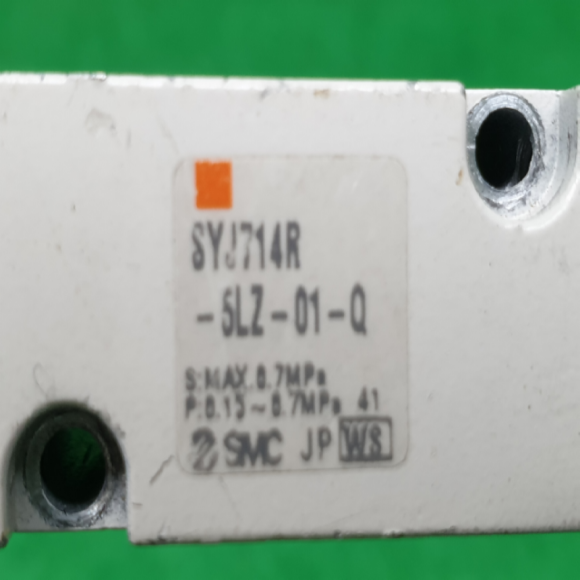 SYJ714R
-5LZ-01-Q
S:MAX.0.7MPa
P:0.15~0.7MPa 41
SMC JP WS